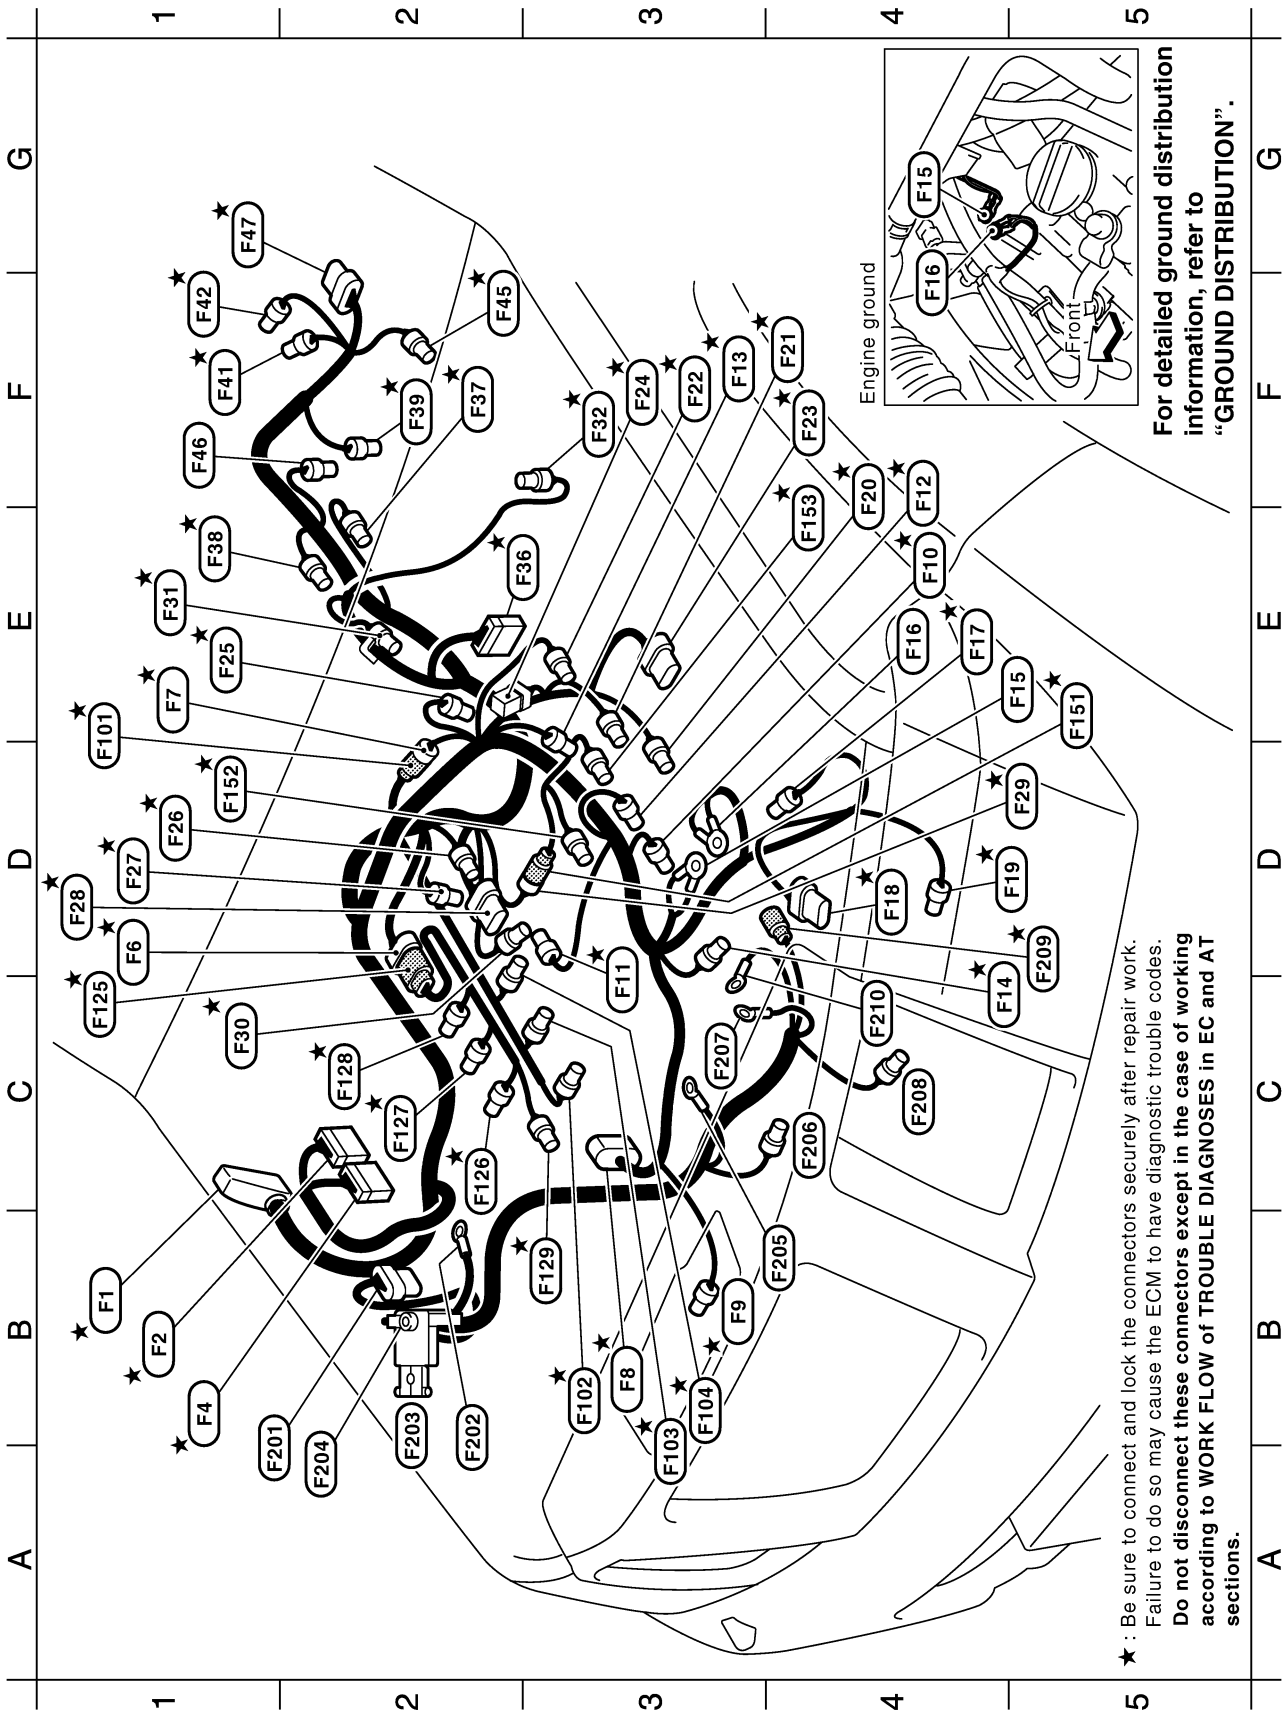 1
2
3
4
5
G
F
E
D
C
B
A
G
F
E
D
C
B
A
1
2
3
4
5
★ F47
★ F42
★ F41
★ F45
F46
★ F39
★ F37
★ F38
★ F32
★ F24
★ F22
★ F13
★ F21
★ F23
★ F31
★ F25
★ F36
★ F153
★ F20
★ F12
★ F10
★ F7
★ F101
F16
★ F17
F15
★ F151
★ F152
★ F26
★ F27
★ F28
★ F29
★ F6
★ F125
★ F30
★ F11
★ F18
★ F19
★ F209
★ F14
F210
★ F128
★ F127
★ F126
F207
F208
F206
★ F1
★ F2
★ F4
★ F129
F205
F201
F204
F203
F202
★ F102
★ F8
★ F9
★ F103
★ F104
Engine ground
F15
F16
Front
For detailed ground distribution
information, refer to
“GROUND DISTRIBUTION”.
★ : Be sure to connect and lock the connectors securely after repair work.
Failure to do so may cause the ECM to have diagnostic trouble codes.
Do not disconnect these connectors except in the case of working
according to WORK FLOW of TROUBLE DIAGNOSES in EC and AT
sections.